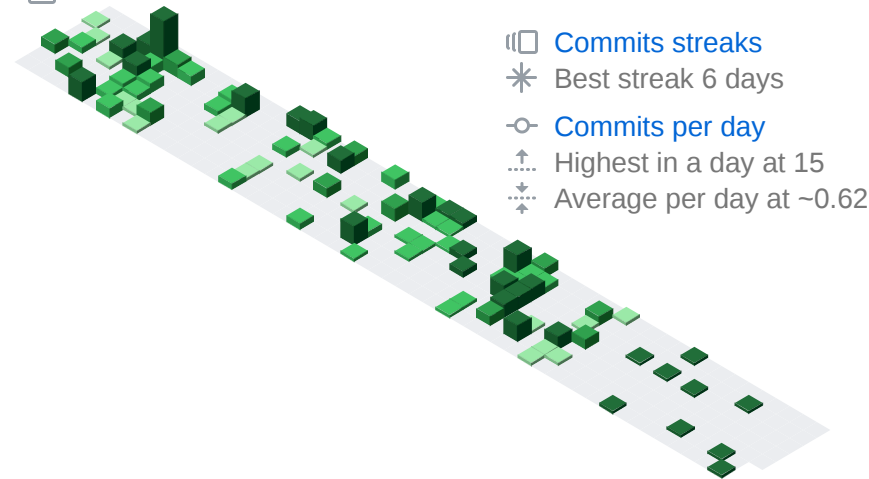 Commits streaks
Best streak 6 days
Commits per day
Highest in a day at 15
Average per day at ~0.62